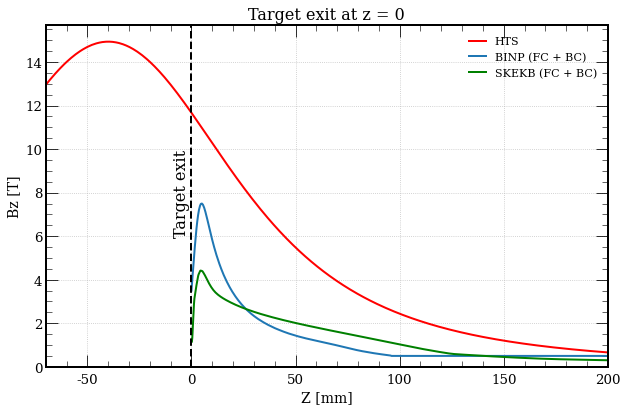 Target exit at z = 0
HTS
BINP (FC + BC)
SKEKB (FC + BC)
Target exit
Bz [T]
14
12
10
8
6
4
2
0
-50
0
50
100
150
200
Z [mm]